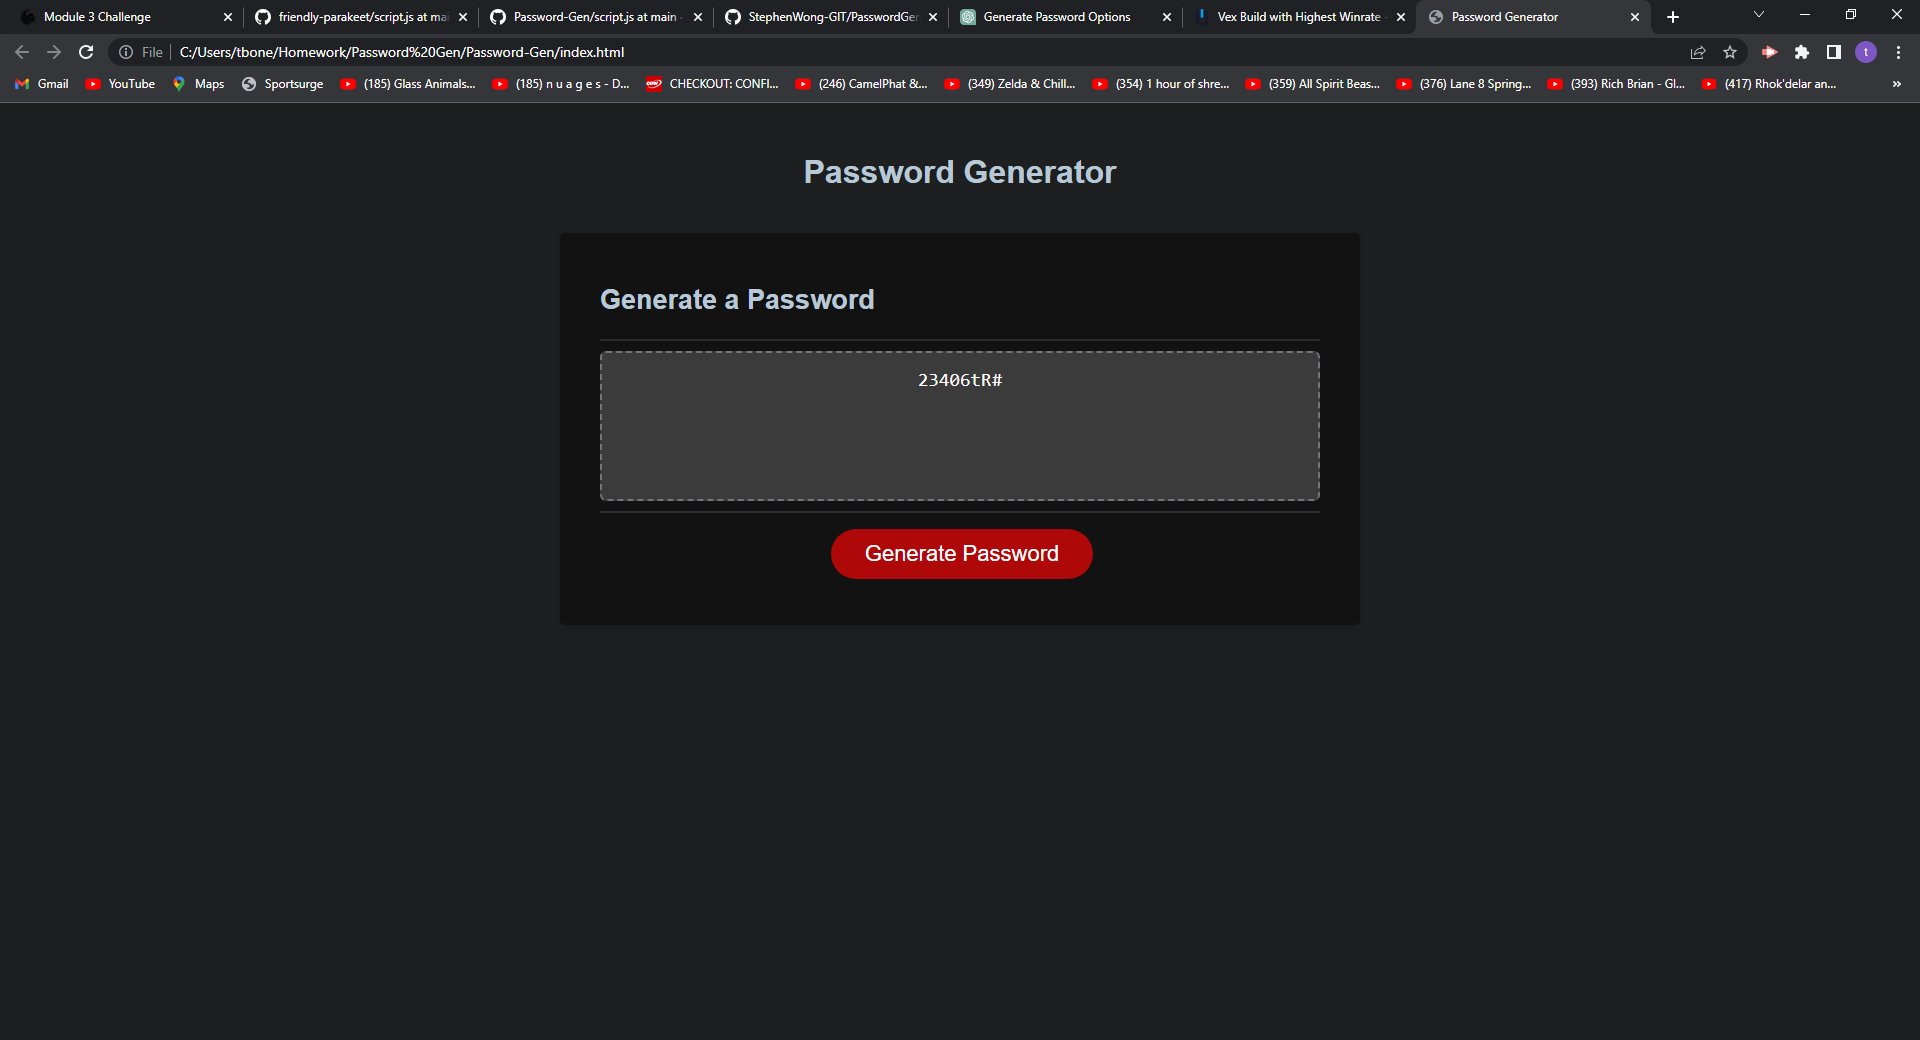 Module 3 Challenge
friendly-parakeet/script.js at mai
Password-Gen/script.js at main
StephenWong-GIT/PasswordGen
Generate Password Options
Vex Build with Highest Winrate
Password Generator
File
C:/Users/tbone/Homework/Password%20Gen/Password-Gen/index.html
t
Gmail
YouTube
Maps
Sportsurge
(185) Glass Animals...
(185) n u a g e s - D...
CHECKOUT: CONFI...
(246) CamelPhat &...
(349) Zelda & Chill...
(354) 1 hour of shre...
(359) All Spirit Beas...
(376) Lane 8 Spring...
(393) Rich Brian - Gl...
(417) Rhok'delar an...
»
Password Generator
Generate a Password
23406tR#
Generate Password